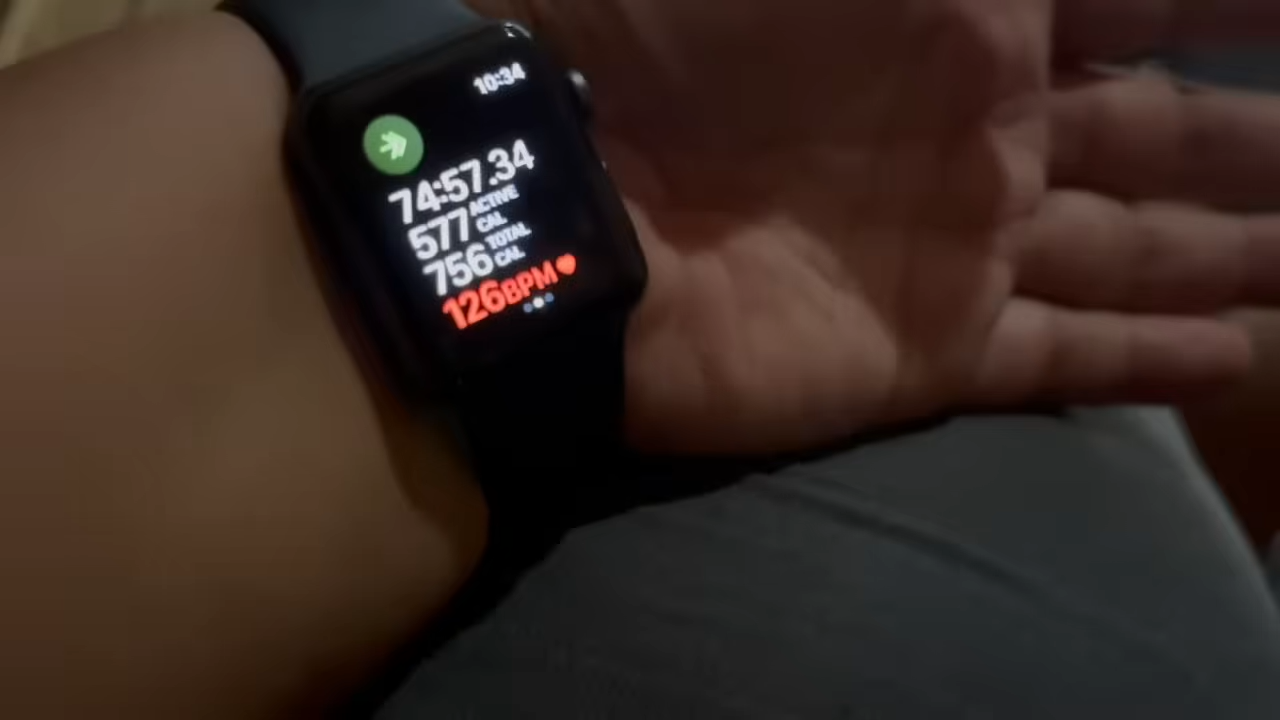 10:34
74:57.34
577 ACTIVE CAL
756 TOTAL CAL
126BPM